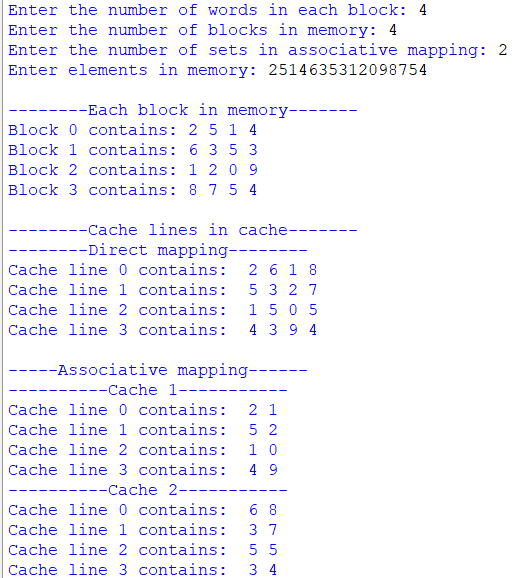 Enter the number of words in each block: 4
Enter the number of blocks in memory: 4
Enter the number of sets in associative mapping: 2
Enter elements in memory: 2514635312098754
--------Each block in memory-------
Block 0 contains: 2 5 1 4
Block 1 contains: 6 3 5 3
Block 2 contains: 1 2 0 9
Block 3 contains: 8 7 5 4
--------Cache lines in cache-------
--------Direct mapping--------
Cache line 0 contains:  2 6 1 8
Cache line 1 contains:  5 3 2 7
Cache line 2 contains:  1 5 0 5
Cache line 3 contains:  4 3 9 4
-----Associative mapping------
----------Cache 1-----------
Cache line 0 contains:  2 1
Cache line 1 contains:  5 2
Cache line 2 contains:  1 0
Cache line 3 contains:  4 9
----------Cache 2-----------
Cache line 0 contains:  6 8
Cache line 1 contains:  3 7
Cache line 2 contains:  5 5
Cache line 3 contains:  3 4